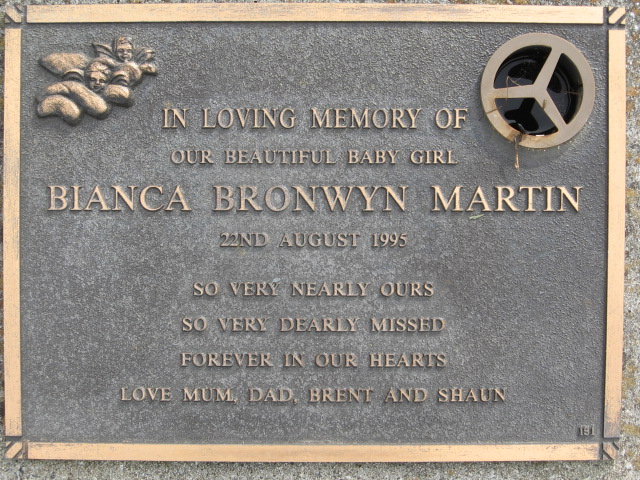 IN LOVING MEMORY OF
OUR BEAUTIFUL BABY GIRL
BIANCA BRONWYN MARTIN
22ND AUGUST 1995
SO VERY NEARLY OURS
SO VERY DEARLY MISSED
FOREVER IN OUR HEARTS
LOVE MUM, DAD, BRENT AND SHAUN
191